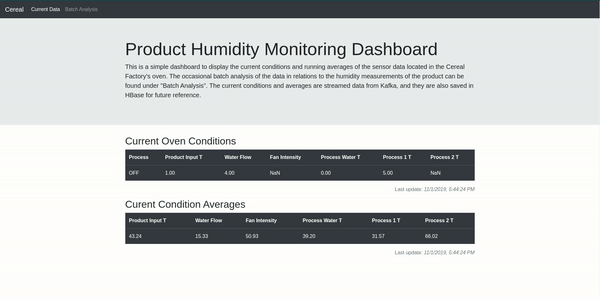 Cereal Current Data Batch Analysis
Product Humidity Monitoring Dashboard
This is a simple dashboard to display the current conditions and running averages of the sensor data located in the Cereal
Factory's oven. The occasional batch analysis of the data in relations to the humidity measurements of the product can be
found under "Batch Analysis". The current conditions and averages are streamed data from Kafka, and they are also saved in
HBase for future reference.
Current Oven Conditions
Process Product Input T Water Flow Fan Intensity Process Water T Process 1 T Process 2 T
OFF 1.00 4.00 NaN 0.00 5.00 NaN
Last update: 11/1/2019, 5:44:24 PM
Curent Condition Averages
Product Input T Water Flow Fan Intensity Process Water T Process 1 T Process 2 T
43.24 15.33 50.93 39.20 31.57 66.02
Last update: 11/1/2019, 5:44:24 PM